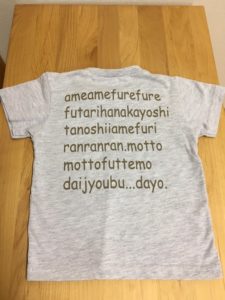 ameamefurefure
futarihanakayoshi
tanoshiiamefuri
ranranran.motto
mottofuttemo
daijyoubu...dayo.